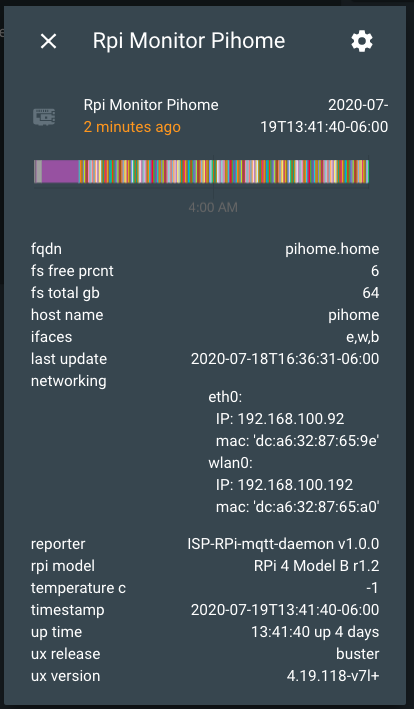 Rpi Monitor Pihome
Rpi Monitor Pihome
2 minutes ago
2020-07-
19T13:41:40-06:00
4:00 AM
fqdn pihome.home
fs free prcnt 6
fs total gb 64
host name pihome
ifaces e,w,b
last update 2020-07-18T16:36:31-06:00
networking
eth0:
IP: 192.168.100.92
mac: 'dc:a6:32:87:65:9e'
wlan0:
IP: 192.168.100.192
mac: 'dc:a6:32:87:65:a0'
reporter ISP-RPi-mqtt-daemon v1.0.0
rpi model RPi 4 Model B r1.2
temperature c -1
timestamp 2020-07-19T13:41:40-06:00
up time 13:41:40 up 4 days
ux release buster
ux version 4.19.118-v7l+